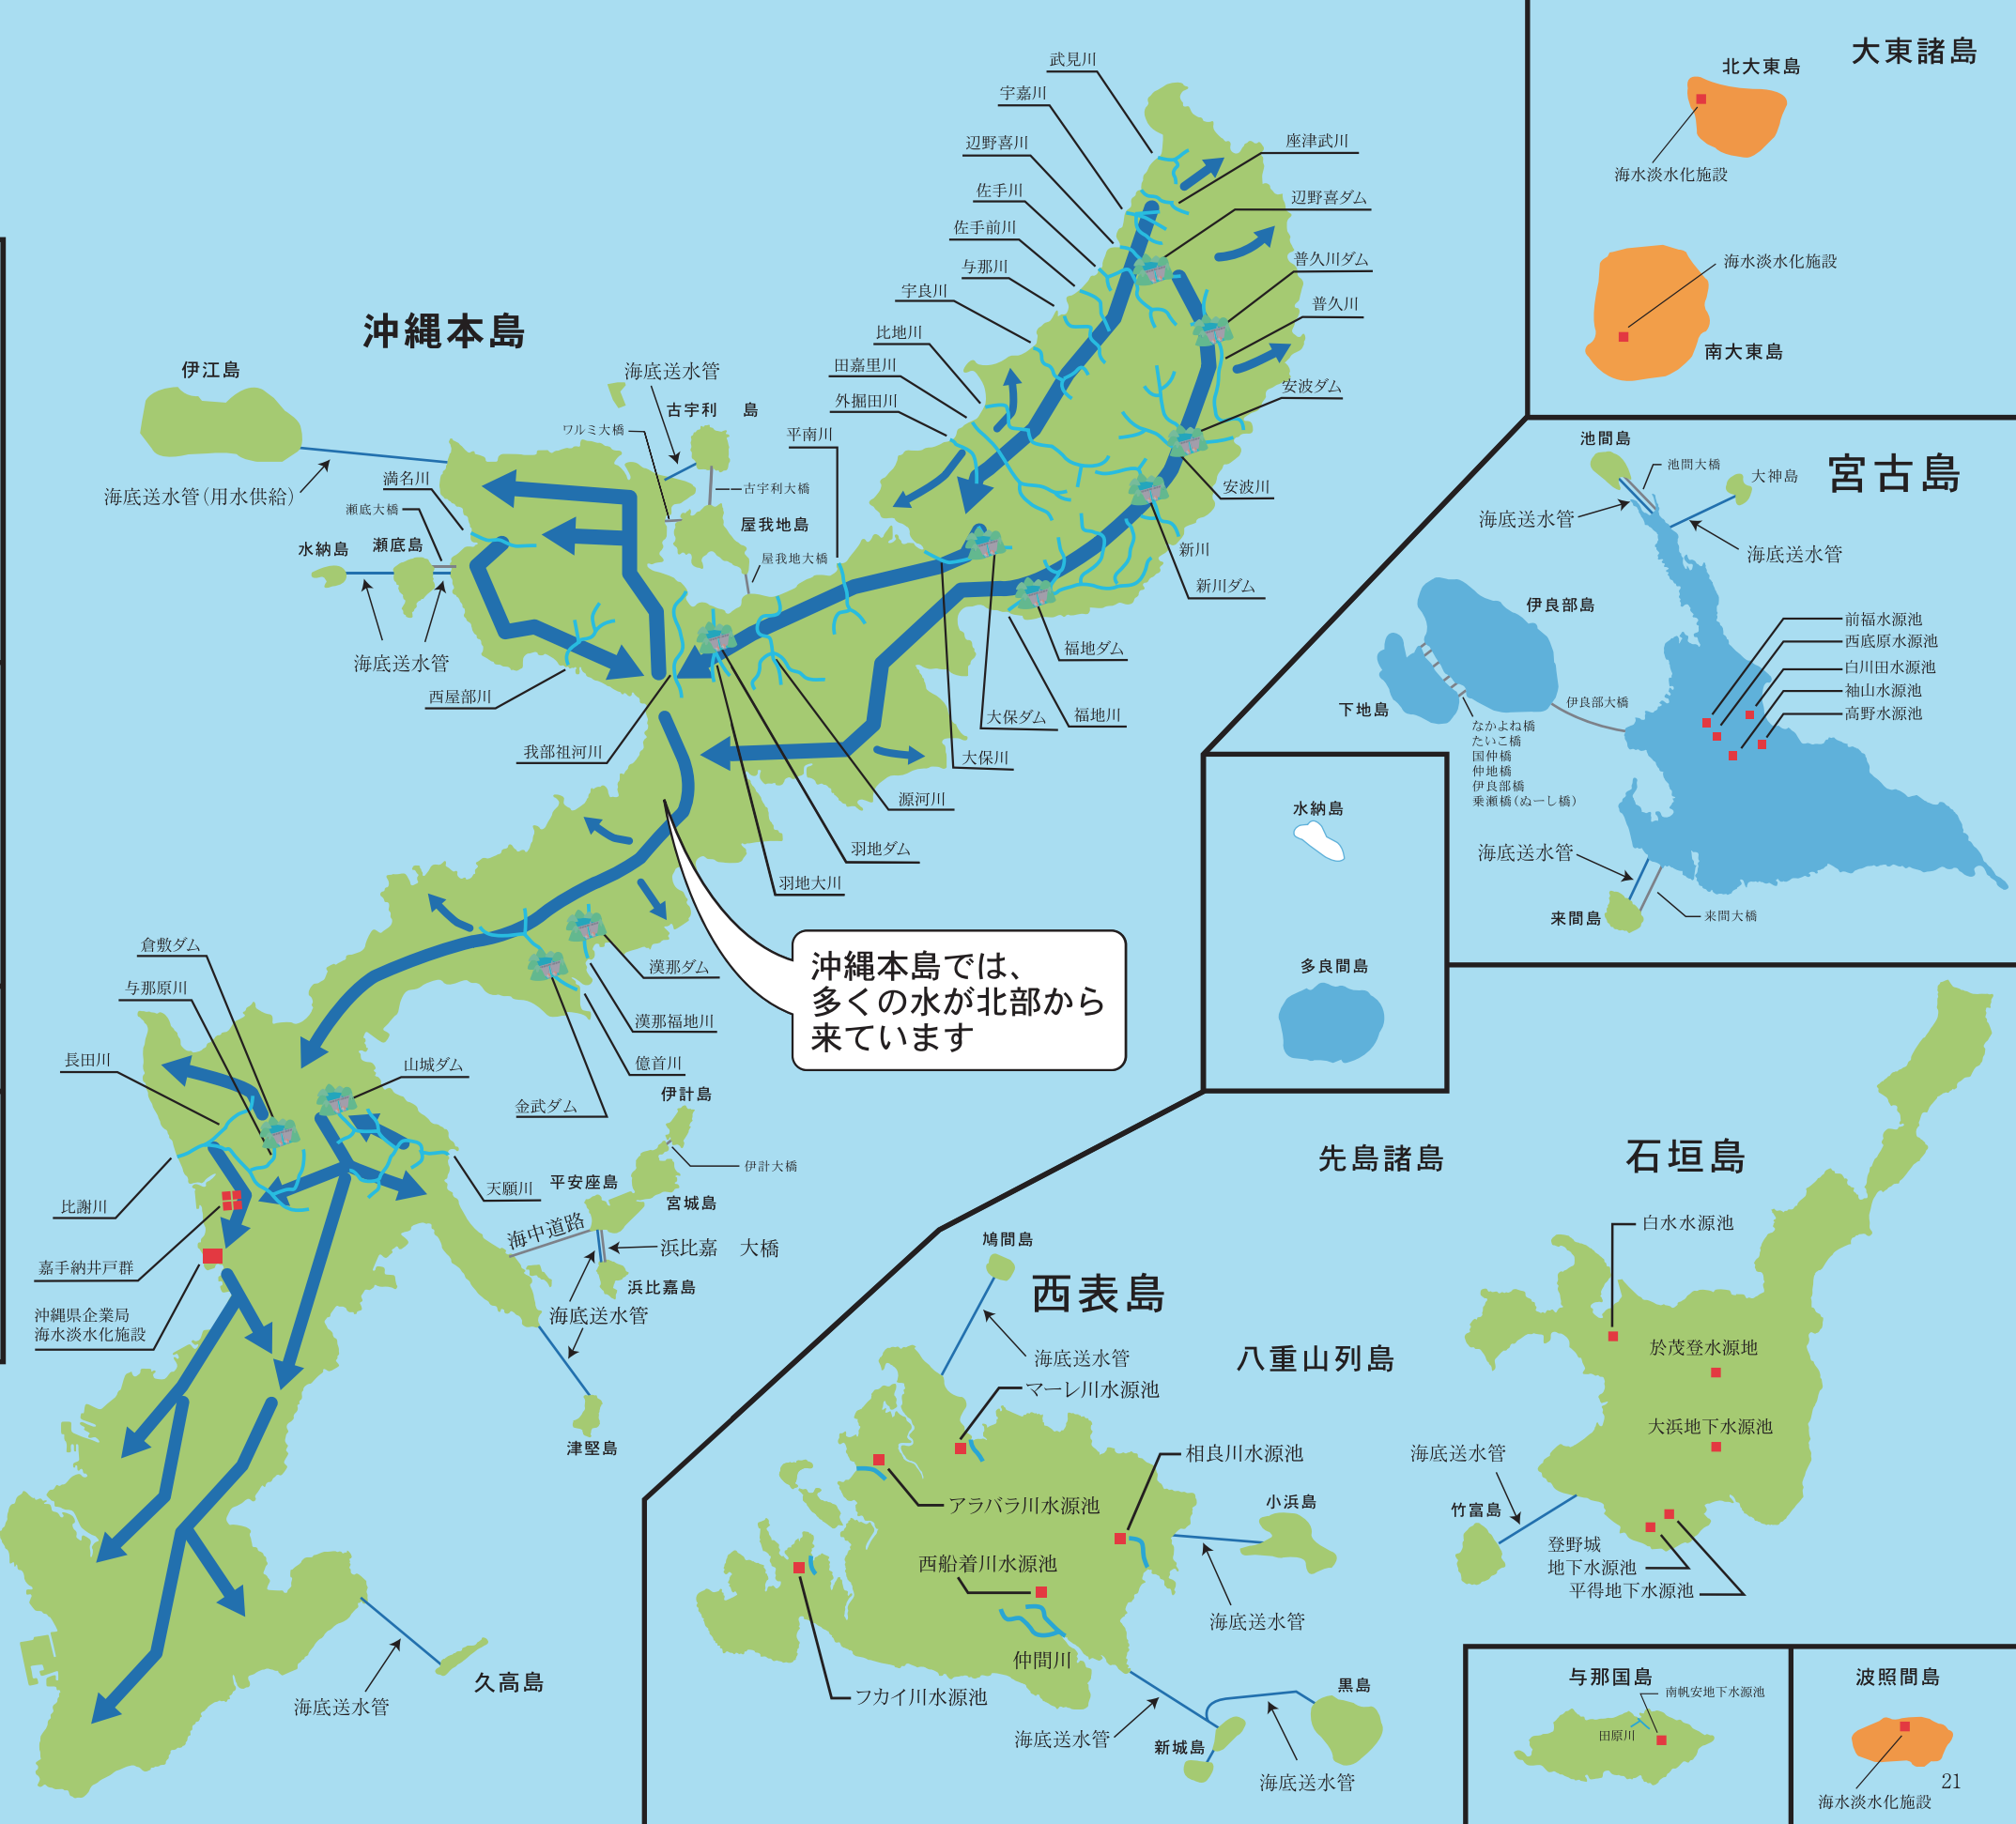 大東諸島
北大東島
海水淡水化施設
海水淡水化施設
南大東島
武見川
宇嘉川
辺野喜川
佐手川
佐手前川
与那川
宇良川
比地川
田嘉里川
外掘田川
平南川
座津武川
辺野喜ダム
普久川ダム
普久川
安波ダム
安波川
新川
新川ダム
福地ダム
福地川
大保ダム
大保川
源河川
羽地ダム
羽地大川
沖縄本島
伊江島
海底送水管(用水供給)
海底送水管
古宇利　島
ワルミ大橋
古宇利大橋
屋我地島
屋我地大橋
満名川
瀬底大橋
水納島
瀬底島
海底送水管
西屋部川
我部祖河川
沖縄本島では、
多くの水が北部から
来ています
漢那ダム
漢那福地川
億首川
金武ダム
倉敷ダム
与那原川
長田川
山城ダム
比謝川
天願川
嘉手納井戸群
沖縄県企業局
海水淡水化施設
伊計島
伊計大橋
平安座島
宮城島
海中道路
浜比嘉　大橋
浜比嘉島
海底送水管
津堅島
久高島
海底送水管
宮古島
池間島
池間大橋
大神島
海底送水管
海底送水管
伊良部島
下地島
伊良部大橋
なかよね橋
たいこ橋
国仲橋
仲地橋
伊良部橋
乗瀬橋(ぬーし橋)
前福水源池
西底原水源池
白川田水源池
袖山水源池
高野水源池
海底送水管
来間島
来間大橋
水納島
多良間島
先島諸島
石垣島
白水水源池
於茂登水源地
大浜地下水源池
海底送水管
竹富島
登野城
地下水源池
平得地下水源池
八重山列島
西表島
鳩間島
海底送水管
マーレ川水源池
相良川水源池
アラバラ川水源池
小浜島
西船着川水源池
海底送水管
仲間川
フカイ川水源池
海底送水管
新城島
黒島
海底送水管
与那国島
南帆安地下水源池
田原川
波照間島
海水淡水化施設
21